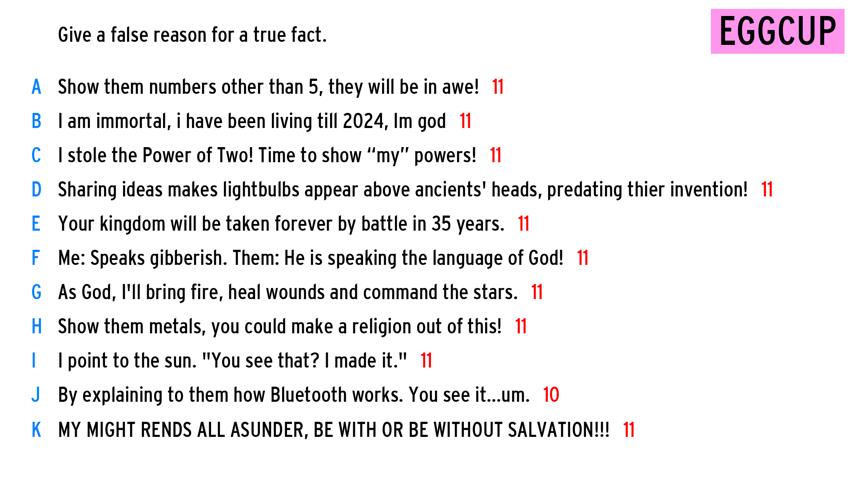 Give a false reason for a true fact.
EGGCUP
A Show them numbers other than 5, they will be in awe! 11
B I am immortal, i have been living till 2024, Im god 11
C I stole the Power of Two! Time to show “my” powers! 11
D Sharing ideas makes lightbulbs appear above ancients' heads, predating thier invention! 11
E Your kingdom will be taken forever by battle in 35 years. 11
F Me: Speaks gibberish. Them: He is speaking the language of God! 11
G As God, I'll bring fire, heal wounds and command the stars. 11
H Show them metals, you could make a religion out of this! 11
I I point to the sun. "You see that? I made it." 11
J By explaining to them how Bluetooth works. You see it...um. 10
K MY MIGHT RENDS ALL ASUNDER, BE WITH OR BE WITHOUT SALVATION!!! 11